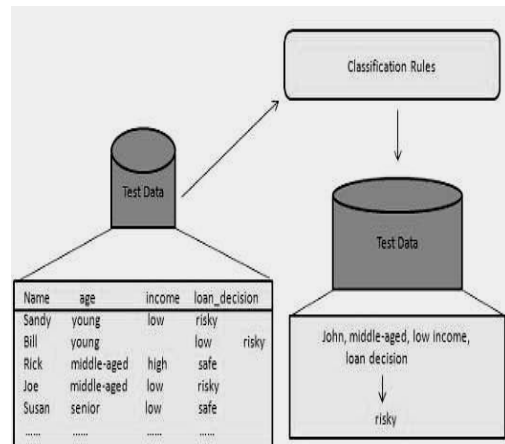 Classification Rules
Test Data
Test Data
Name age income loan_decision
Sandy young low risky
Bill young low risky
Rick middle-aged high safe
Joe middle-aged low risky
Susan senior low safe
...... ...... ...... ......
John, middle-aged, low income,
loan decision
risky